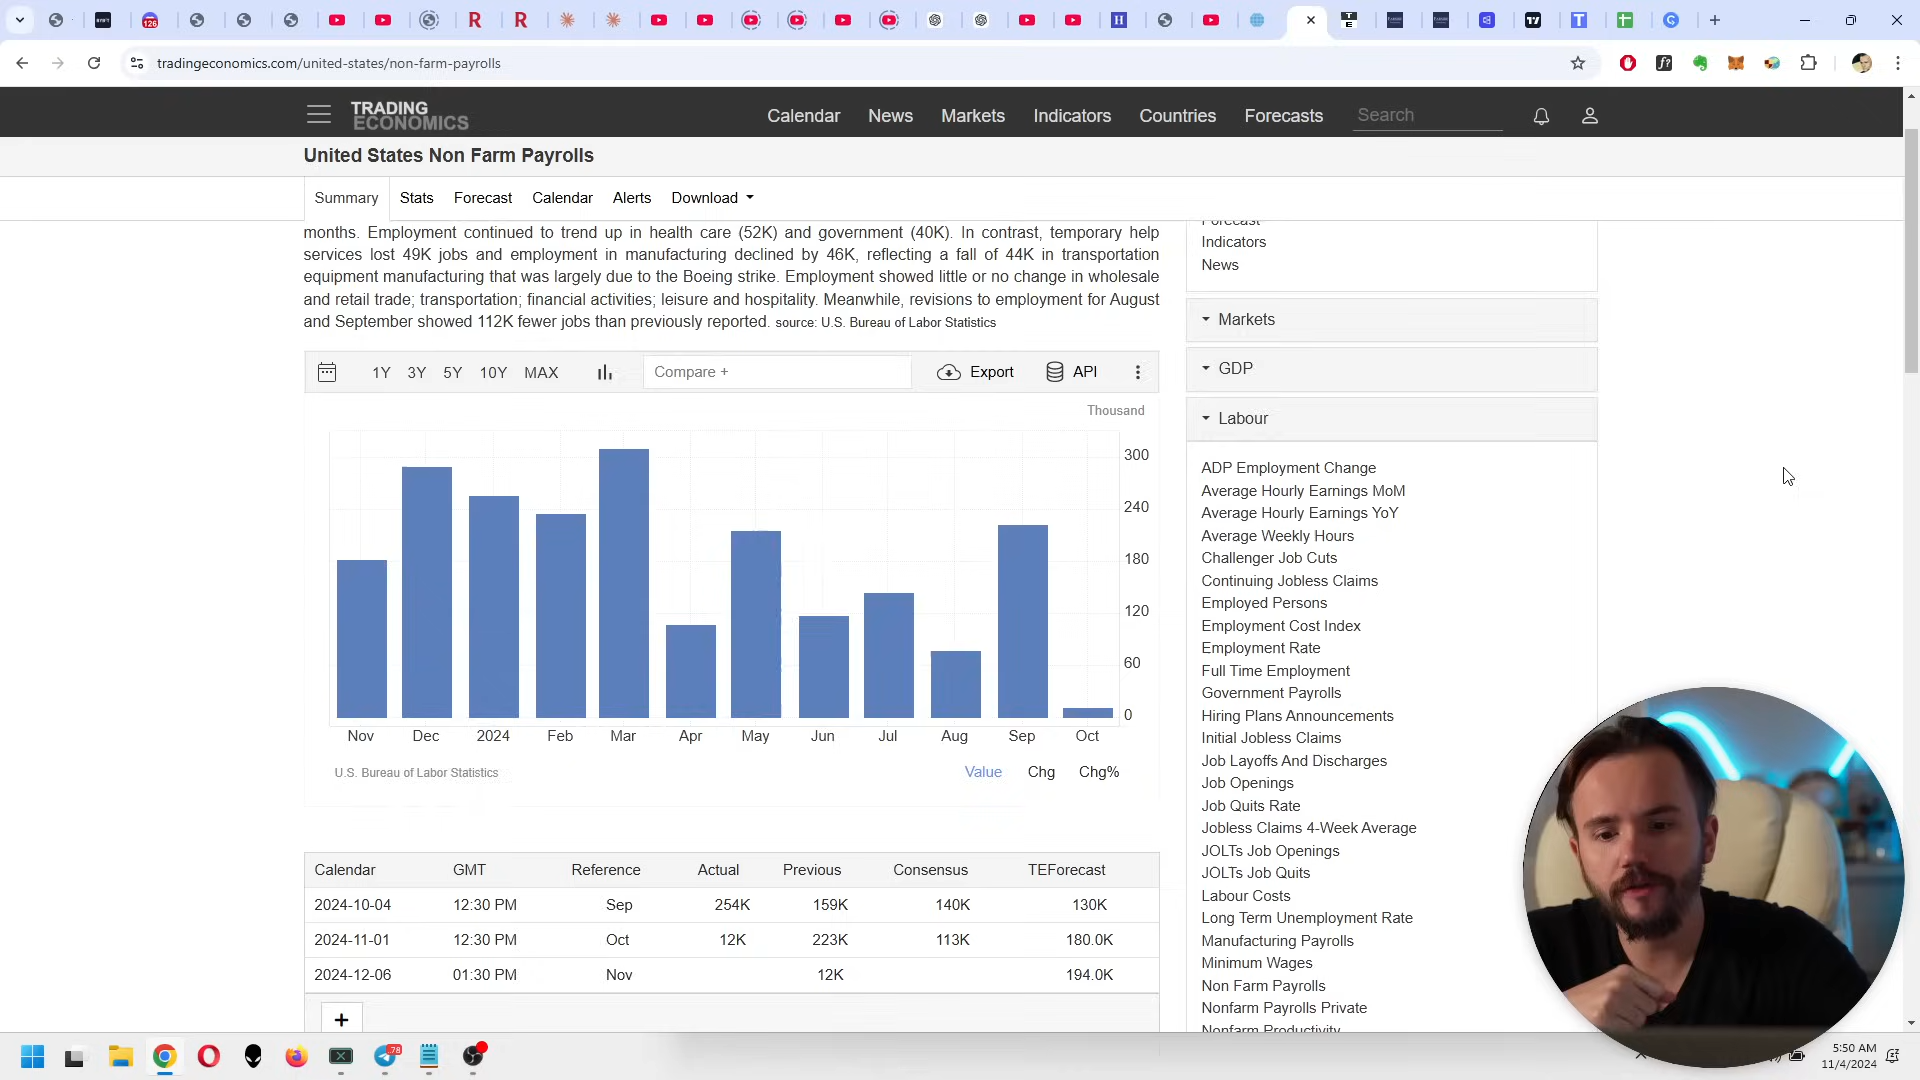 126
tradingeconomics.com/united-states/non-farm-payrolls
TRADING
ECONOMICS
Calendar News Markets Indicators Countries Forecasts Search
United States Non Farm Payrolls
Summary Stats Forecast Calendar Alerts Download
months. Employment continued to trend up in health care (52K) and government (40K). In contrast, temporary help
services lost 49K jobs and employment in manufacturing declined by 46K, reflecting a fall of 44K in transportation
equipment manufacturing that was largely due to the Boeing strike. Employment showed little or no change in wholesale
and retail trade; transportation; financial activities; leisure and hospitality. Meanwhile, revisions to employment for August
and September showed 112K fewer jobs than previously reported. source: U.S. Bureau of Labor Statistics
1Y 3Y 5Y 10Y MAX Compare + Export API
Thousand
300
240
180
120
60
0
Nov Dec 2024 Feb Mar Apr May Jun Jul Aug Sep Oct
U.S. Bureau of Labor Statistics Value Chg Chg%
Calendar GMT Reference Actual Previous Consensus TEForecast
2024-10-04 12:30 PM Sep 254K 159K 140K 130K
2024-11-01 12:30 PM Oct 12K 223K 113K 180.0K
2024-12-06 01:30 PM Nov 12K 194.0K
+
Forecast
Indicators
News
Markets
GDP
Labour
ADP Employment Change
Average Hourly Earnings MoM
Average Hourly Earnings YoY
Average Weekly Hours
Challenger Job Cuts
Continuing Jobless Claims
Employed Persons
Employment Cost Index
Employment Rate
Full Time Employment
Government Payrolls
Hiring Plans Announcements
Initial Jobless Claims
Job Layoffs And Discharges
Job Openings
Job Quits Rate
Jobless Claims 4-Week Average
JOLTs Job Openings
JOLTs Job Quits
Labour Costs
Long Term Unemployment Rate
Manufacturing Payrolls
Minimum Wages
Non Farm Payrolls
Nonfarm Payrolls Private
Nonfarm Productivity
78
5:50 AM
11/4/2024